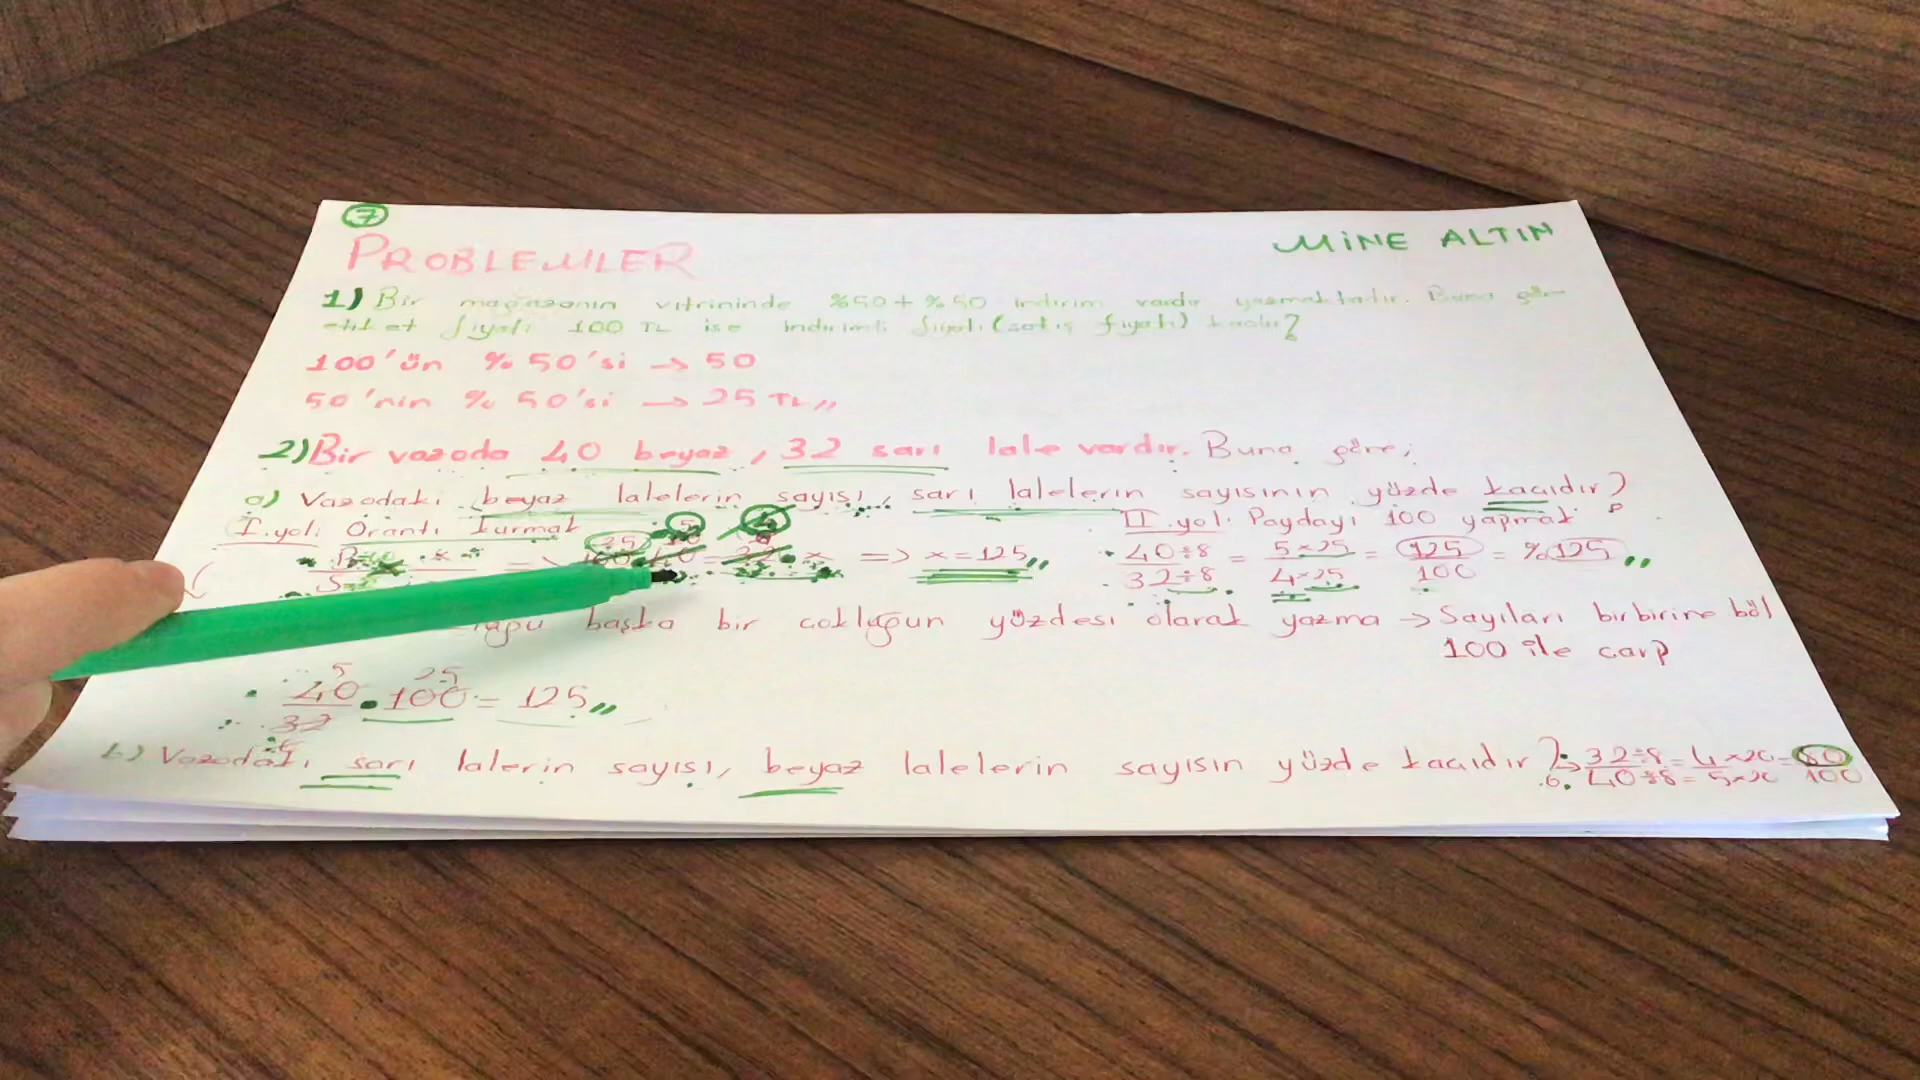 7
MİNE ALTIN
PROBLEMLER
1) Bir mağazanın vitrininde %50 + %50 indirim vardır yazmaktadır. Buna göre
etiket fiyatı 100 TL ise indirimli fiyatı (satış fiyatı) kaçtır?
100'ün %50'si → 50
50'nin %50'si → 25 TL,,
2) Bir vazoda 40 beyaz, 32 sarı lale vardır. Buna göre;
a) Vazodaki beyaz lalelerin sayısı, sarı lalelerin sayısının yüzde kaçıdır?
I. yol: Orantı kurmak
=> x = 125,,
II. yol: Paydayı 100 yapmak
40÷8 / 32÷8 = 5×25 / 4×25 = 125 / 100 = %125,,
başka bir çokluğun yüzdesi olarak yazma → Sayıları birbirine böl
100 ile çarp
40 / 32 . 100 = 125,,
b) Vazodaki sarı lalerin sayısı, beyaz lalelerin sayısın yüzde kaçıdır?
32÷8 / 40÷8 = 4×20 / 5×20 = 80 / 100